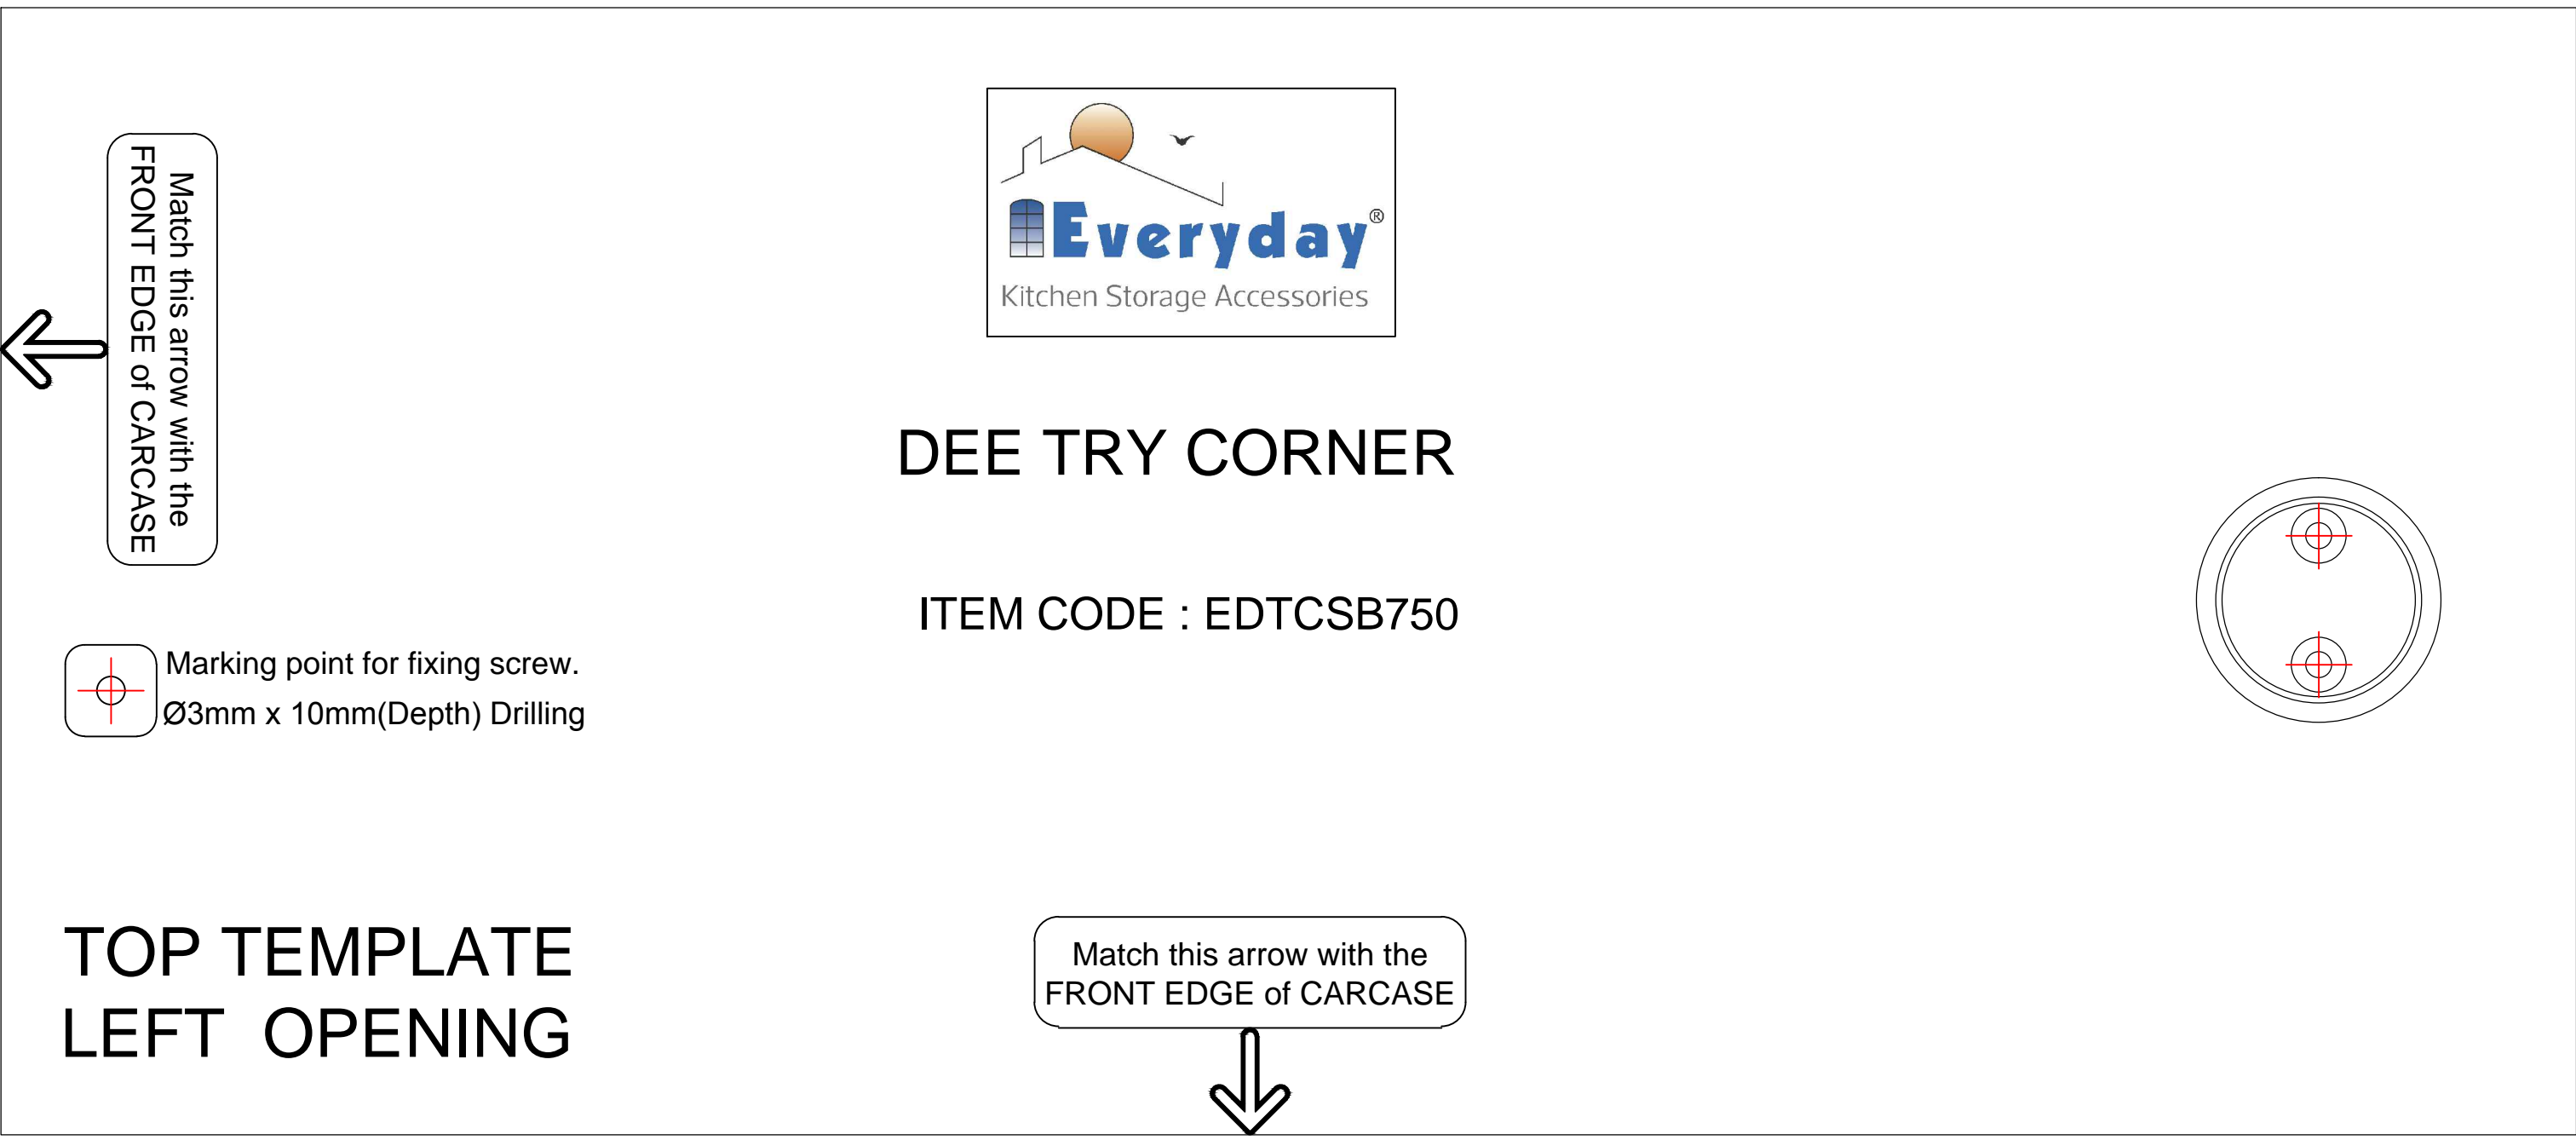 Everyday®
Kitchen Storage Accessories
Match this arrow with the
FRONT EDGE of CARCASE
DEE TRY CORNER
ITEM CODE : EDTCSB750
Marking point for fixing screw.
Ø3mm x 10mm(Depth) Drilling
TOP TEMPLATE
LEFT OPENING
Match this arrow with the
FRONT EDGE of CARCASE